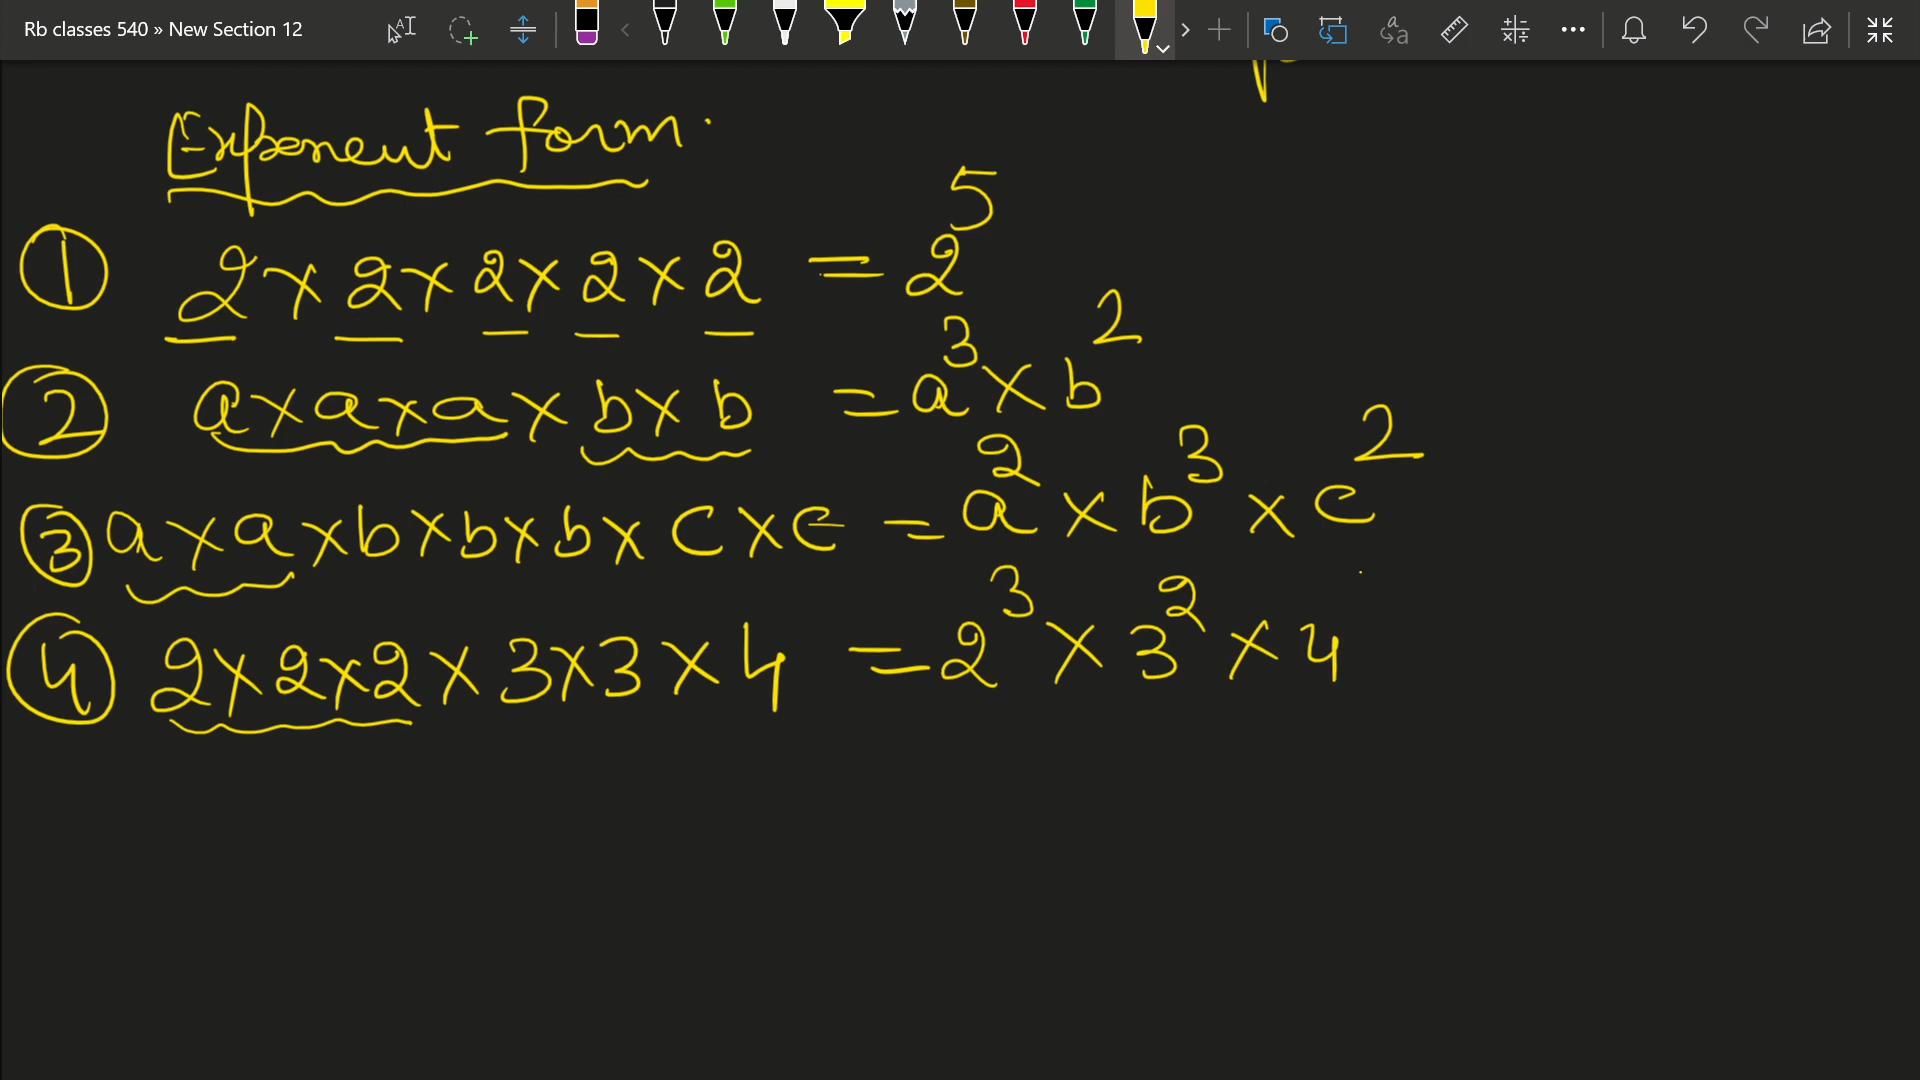 Rb classes 540 » New Section 12
Exponent form.
① 2 × 2 × 2 × 2 × 2 = 2⁵
② a × a × a × b × b = a³ × b²
③ a × a × b × b × b × c × c = a² × b³ × c²
④ 2 × 2 × 2 × 3 × 3 × 4 = 2³ × 3² × 4